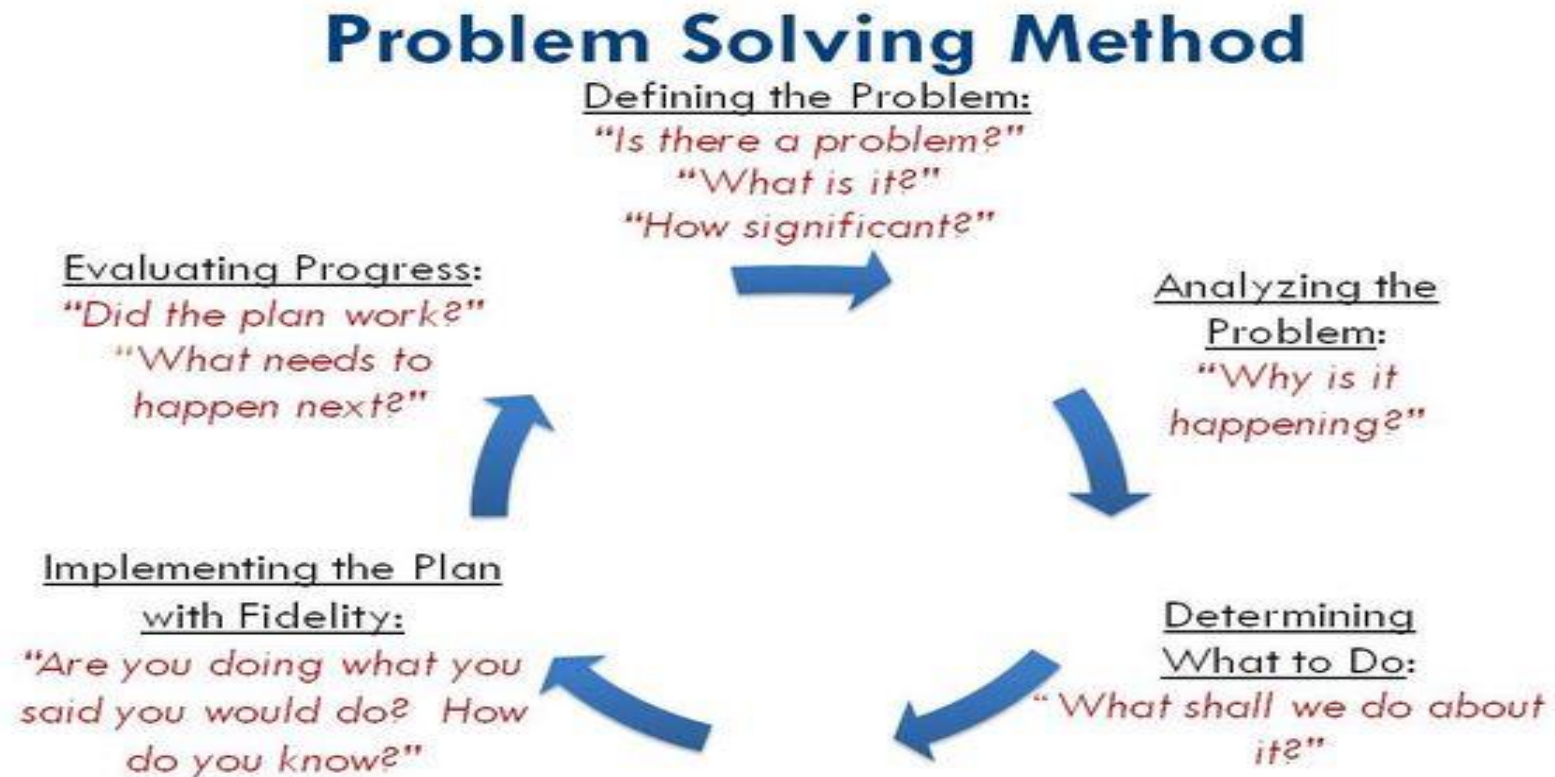 Problem Solving Method
Defining the Problem:
“Is there a problem?”
“What is it?”
“How significant?”
Analyzing the
Problem:
“Why is it
happening?”
Determining
What to Do:
“What shall we do about
it?”
Implementing the Plan
with Fidelity:
“Are you doing what you
said you would do? How
do you know?”
Evaluating Progress:
“Did the plan work?”
“What needs to
happen next?”